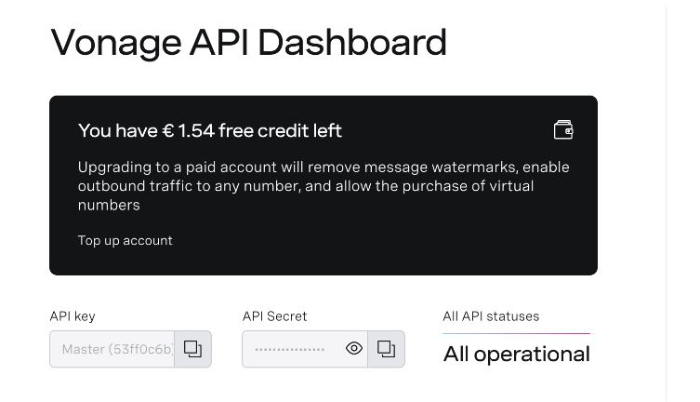 Vonage API Dashboard
You have € 1.54 free credit left
Upgrading to a paid account will remove message watermarks, enable
outbound traffic to any number, and allow the purchase of virtual
numbers
Top up account
API key
API Secret
All API statuses
Master (53ff0c6b)
••••••••••••••••
All operational